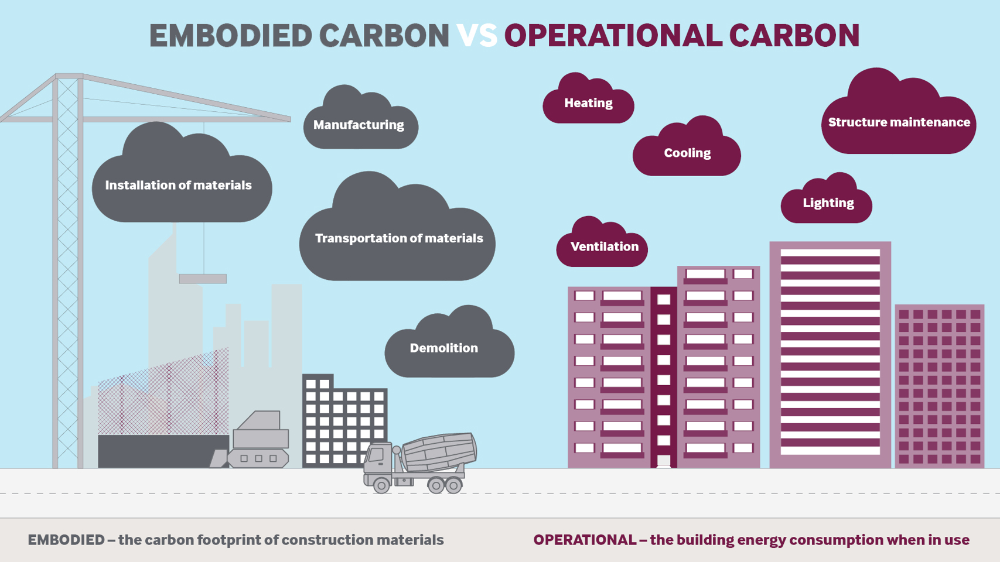 EMBODIED CARBON VS OPERATIONAL CARBON
Manufacturing
Installation of materials
Transportation of materials
Demolition
Heating
Cooling
Structure maintenance
Lighting
Ventilation
EMBODIED – the carbon footprint of construction materials
OPERATIONAL – the building energy consumption when in use